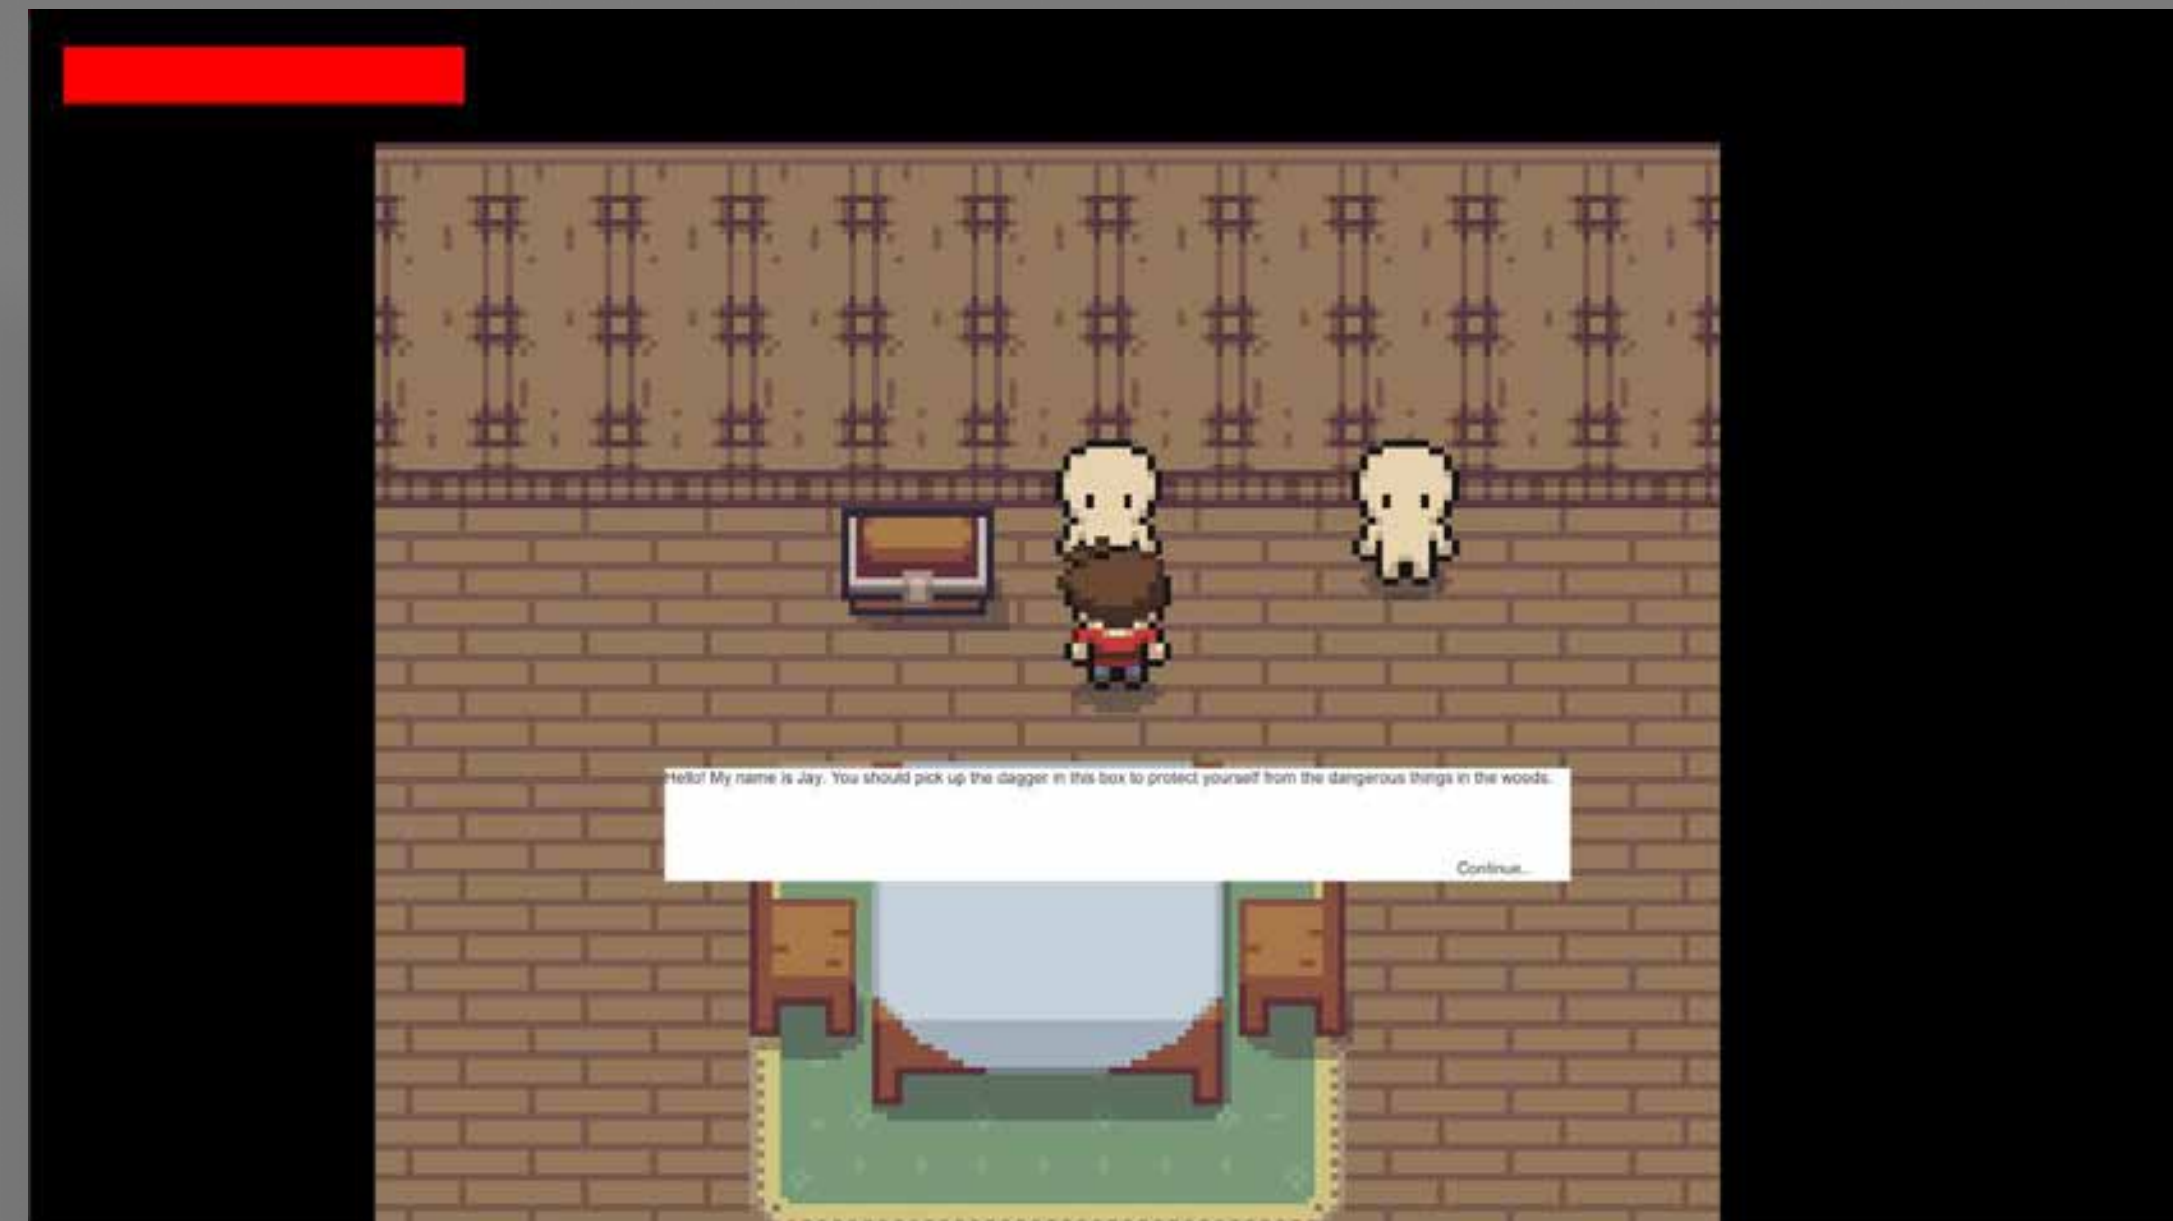 Hello! My name is Jay. You should pick up the dagger in this box to protect yourself from the dangerous things in the woods.
Continue...